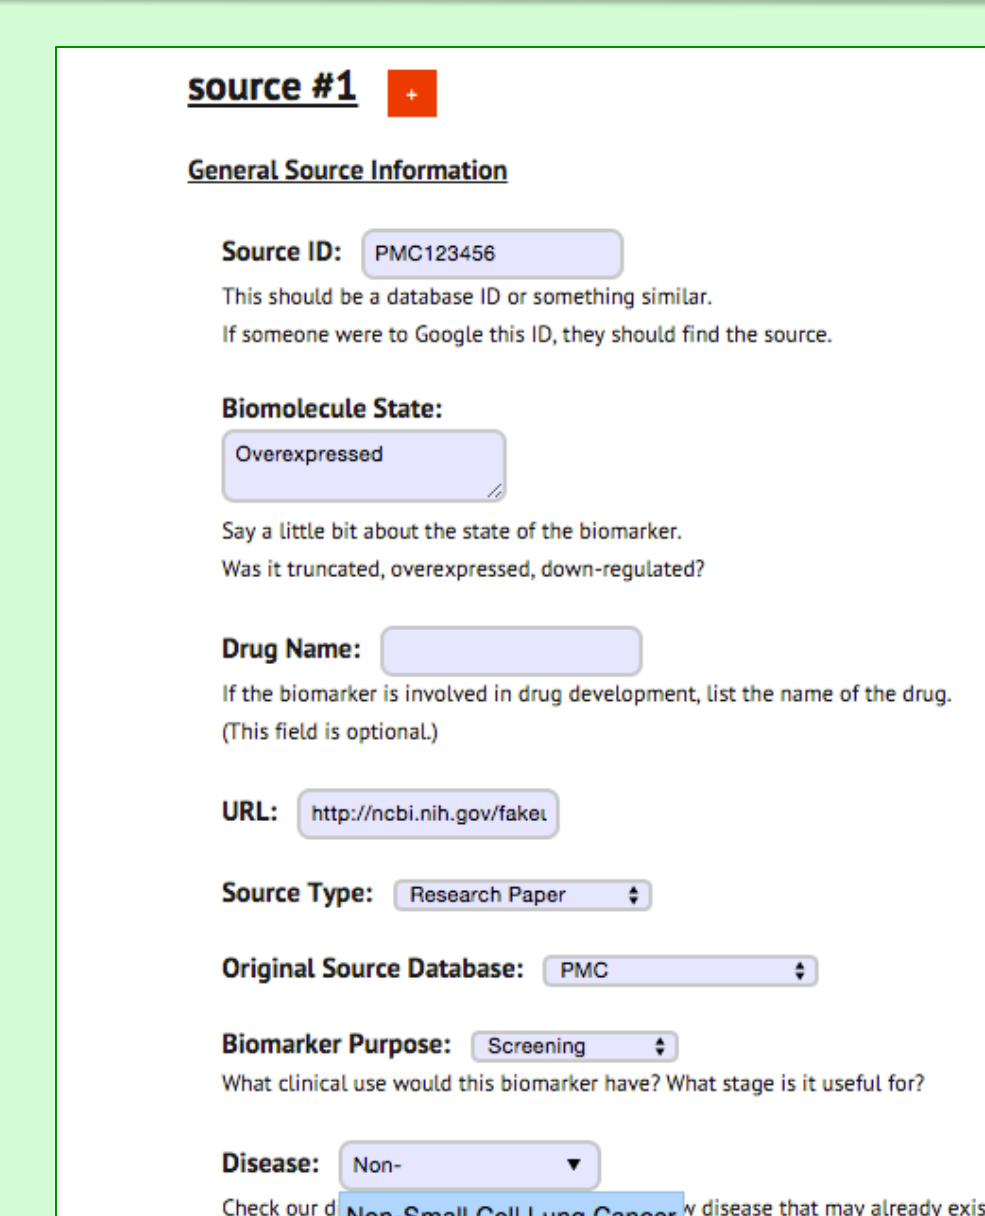 source #1 +
General Source Information
Source ID: PMC123456
This should be a database ID or something similar.
If someone were to Google this ID, they should find the source.
Biomolecule State:
Overexpressed
Say a little bit about the state of the biomarker.
Was it truncated, overexpressed, down-regulated?
Drug Name:
If the biomarker is involved in drug development, list the name of the drug.
(This field is optional.)
URL: http://ncbi.nih.gov/fakeu
Source Type: Research Paper
Original Source Database: PMC
Biomarker Purpose: Screening
What clinical use would this biomarker have? What stage is it useful for?
Disease: Non-
Check our d Non-Small Cell Lung Cancer w disease that may already exis